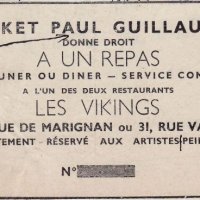 KET PAUL GUILLAU
DONNE DROIT
A UN REPAS
UNER OU DINER - SERVICE CON
A L'UN DES DEUX RESTAURANTS
LES VIKINGS
UE DE MARIGNAN ou 31, RUE VA
TEMENT RÉSERVÉ AUX ARTISTES PEI
N°